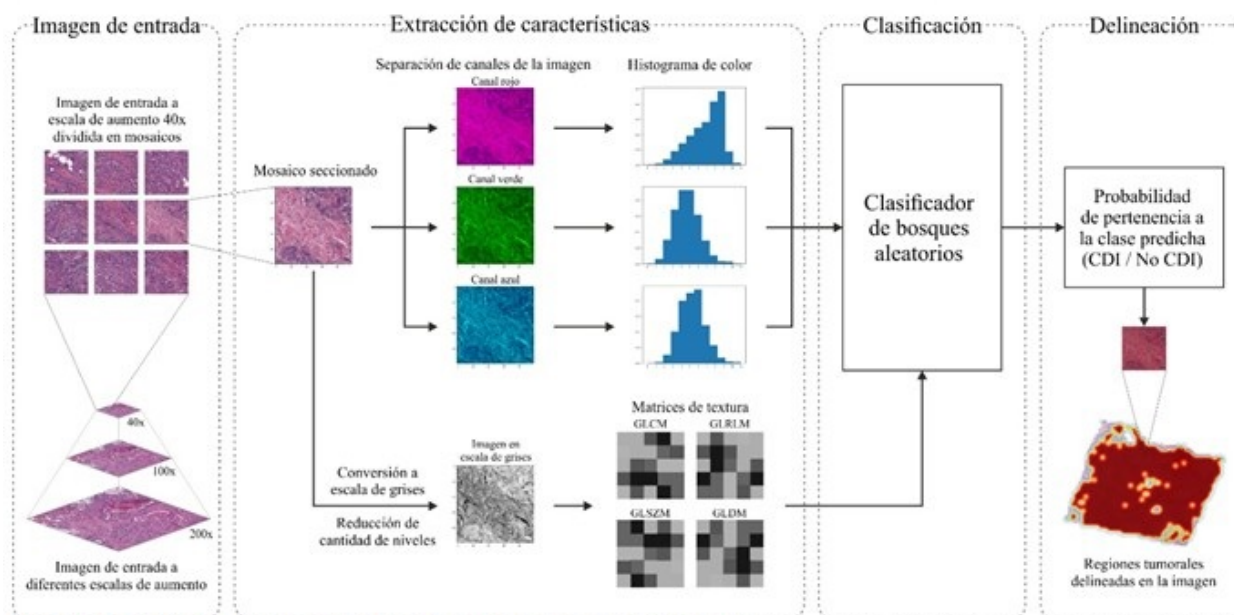 Imagen de entrada
Extracción de características
Clasificación
Delineación
Imagen de entrada a
escala de aumento 40x
dividida en mosaicos
40x
100x
200x
Imagen de entrada a
diferentes escalas de aumento
Mosaico seccionado
Separación de canales de la imagen
Canal rojo
Canal verde
Canal azul
Histograma de color
Conversión a
escala de grises
Reducción de
cantidad de niveles
Imagen en
escala de grises
Matrices de textura
GLCM
GLRLM
GLSZM
GLDM
Clasificador
de bosques
aleatorios
Probabilidad
de pertenencia a
la clase predicha
(CDI / No CDI)
Regiones tumorales
delineadas en la imagen